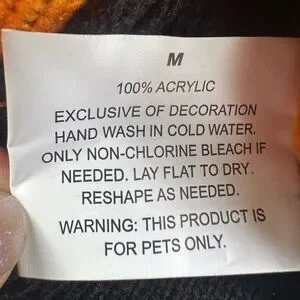 M
100% ACRYLIC
EXCLUSIVE OF DECORATION
HAND WASH IN COLD WATER.
ONLY NON-CHLORINE BLEACH IF
NEEDED. LAY FLAT TO DRY.
RESHAPE AS NEEDED.
WARNING: THIS PRODUCT IS
FOR PETS ONLY.